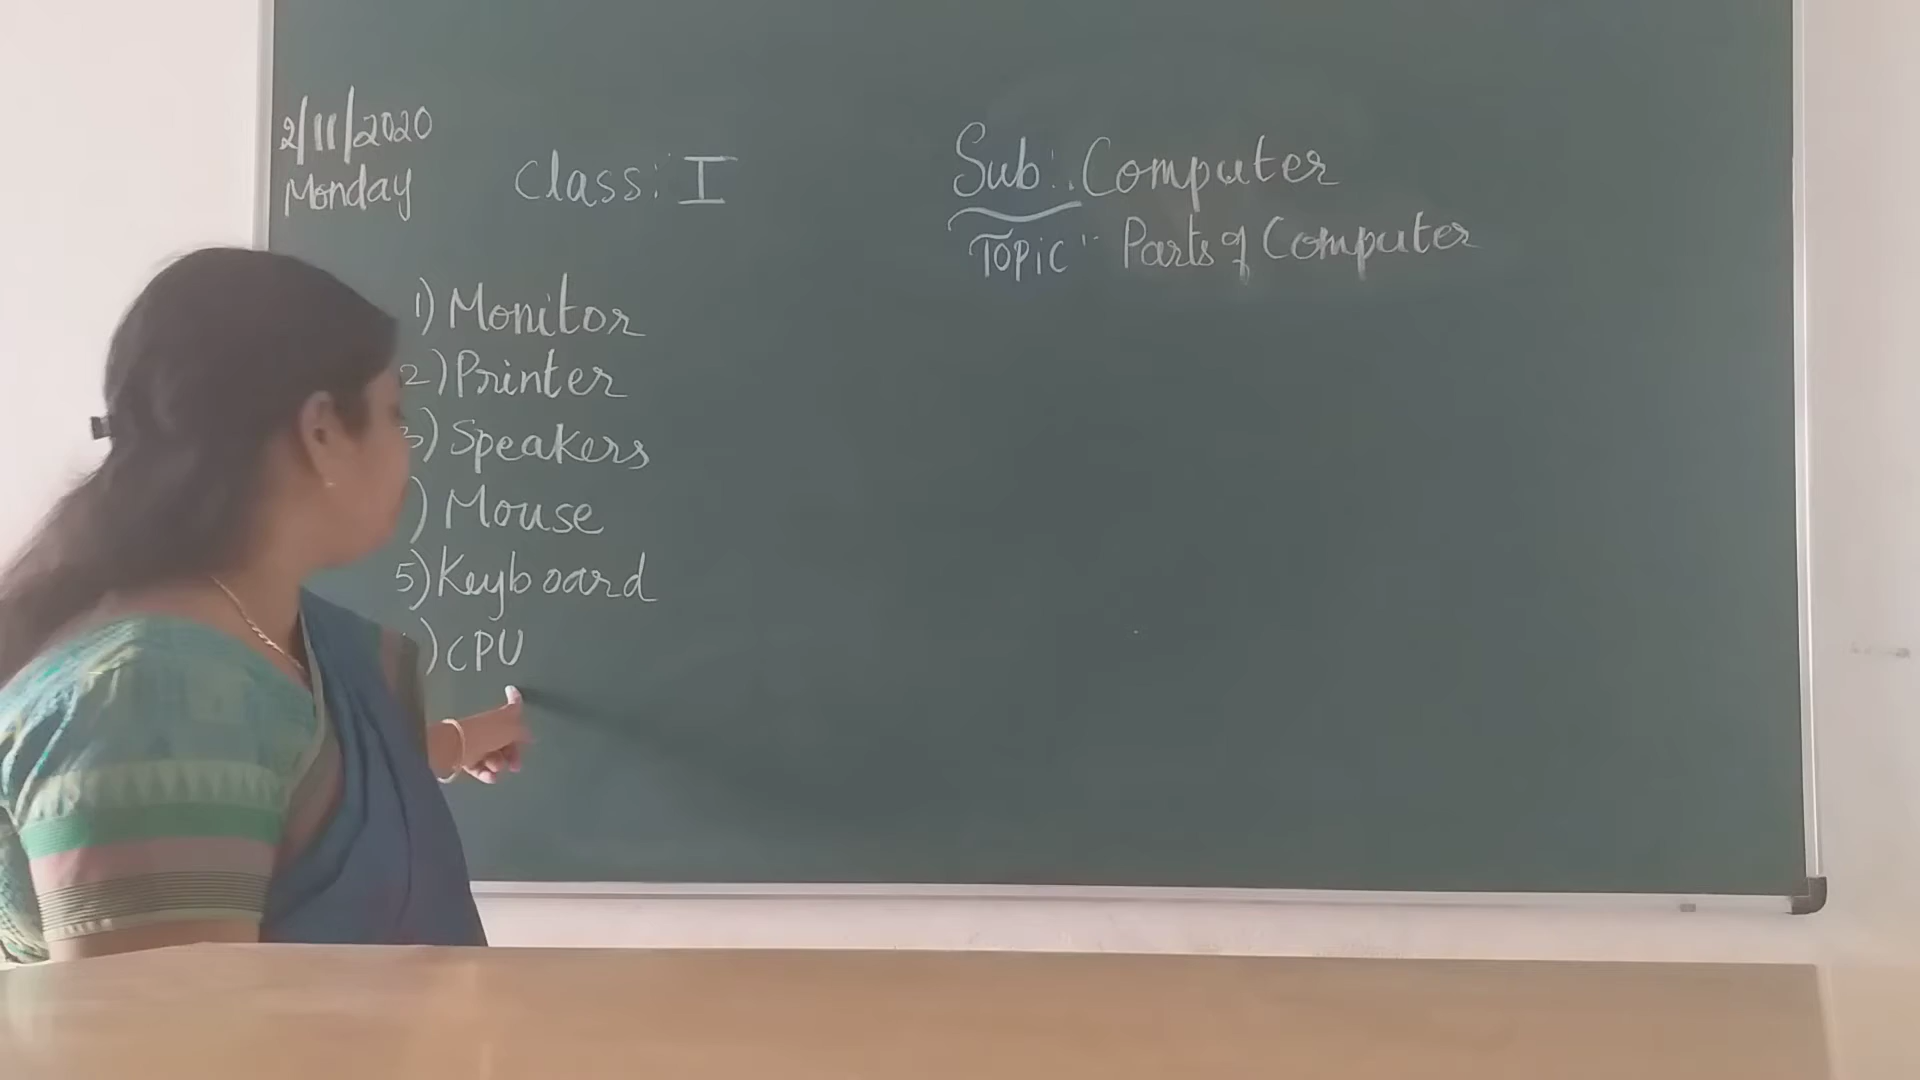 2/11/2020
Monday
Class: I
Sub:. Computer
Topic:- Parts of Computer
1) Monitor
2) Printer
3) Speakers
) Mouse
5) Keyboard
) CPU